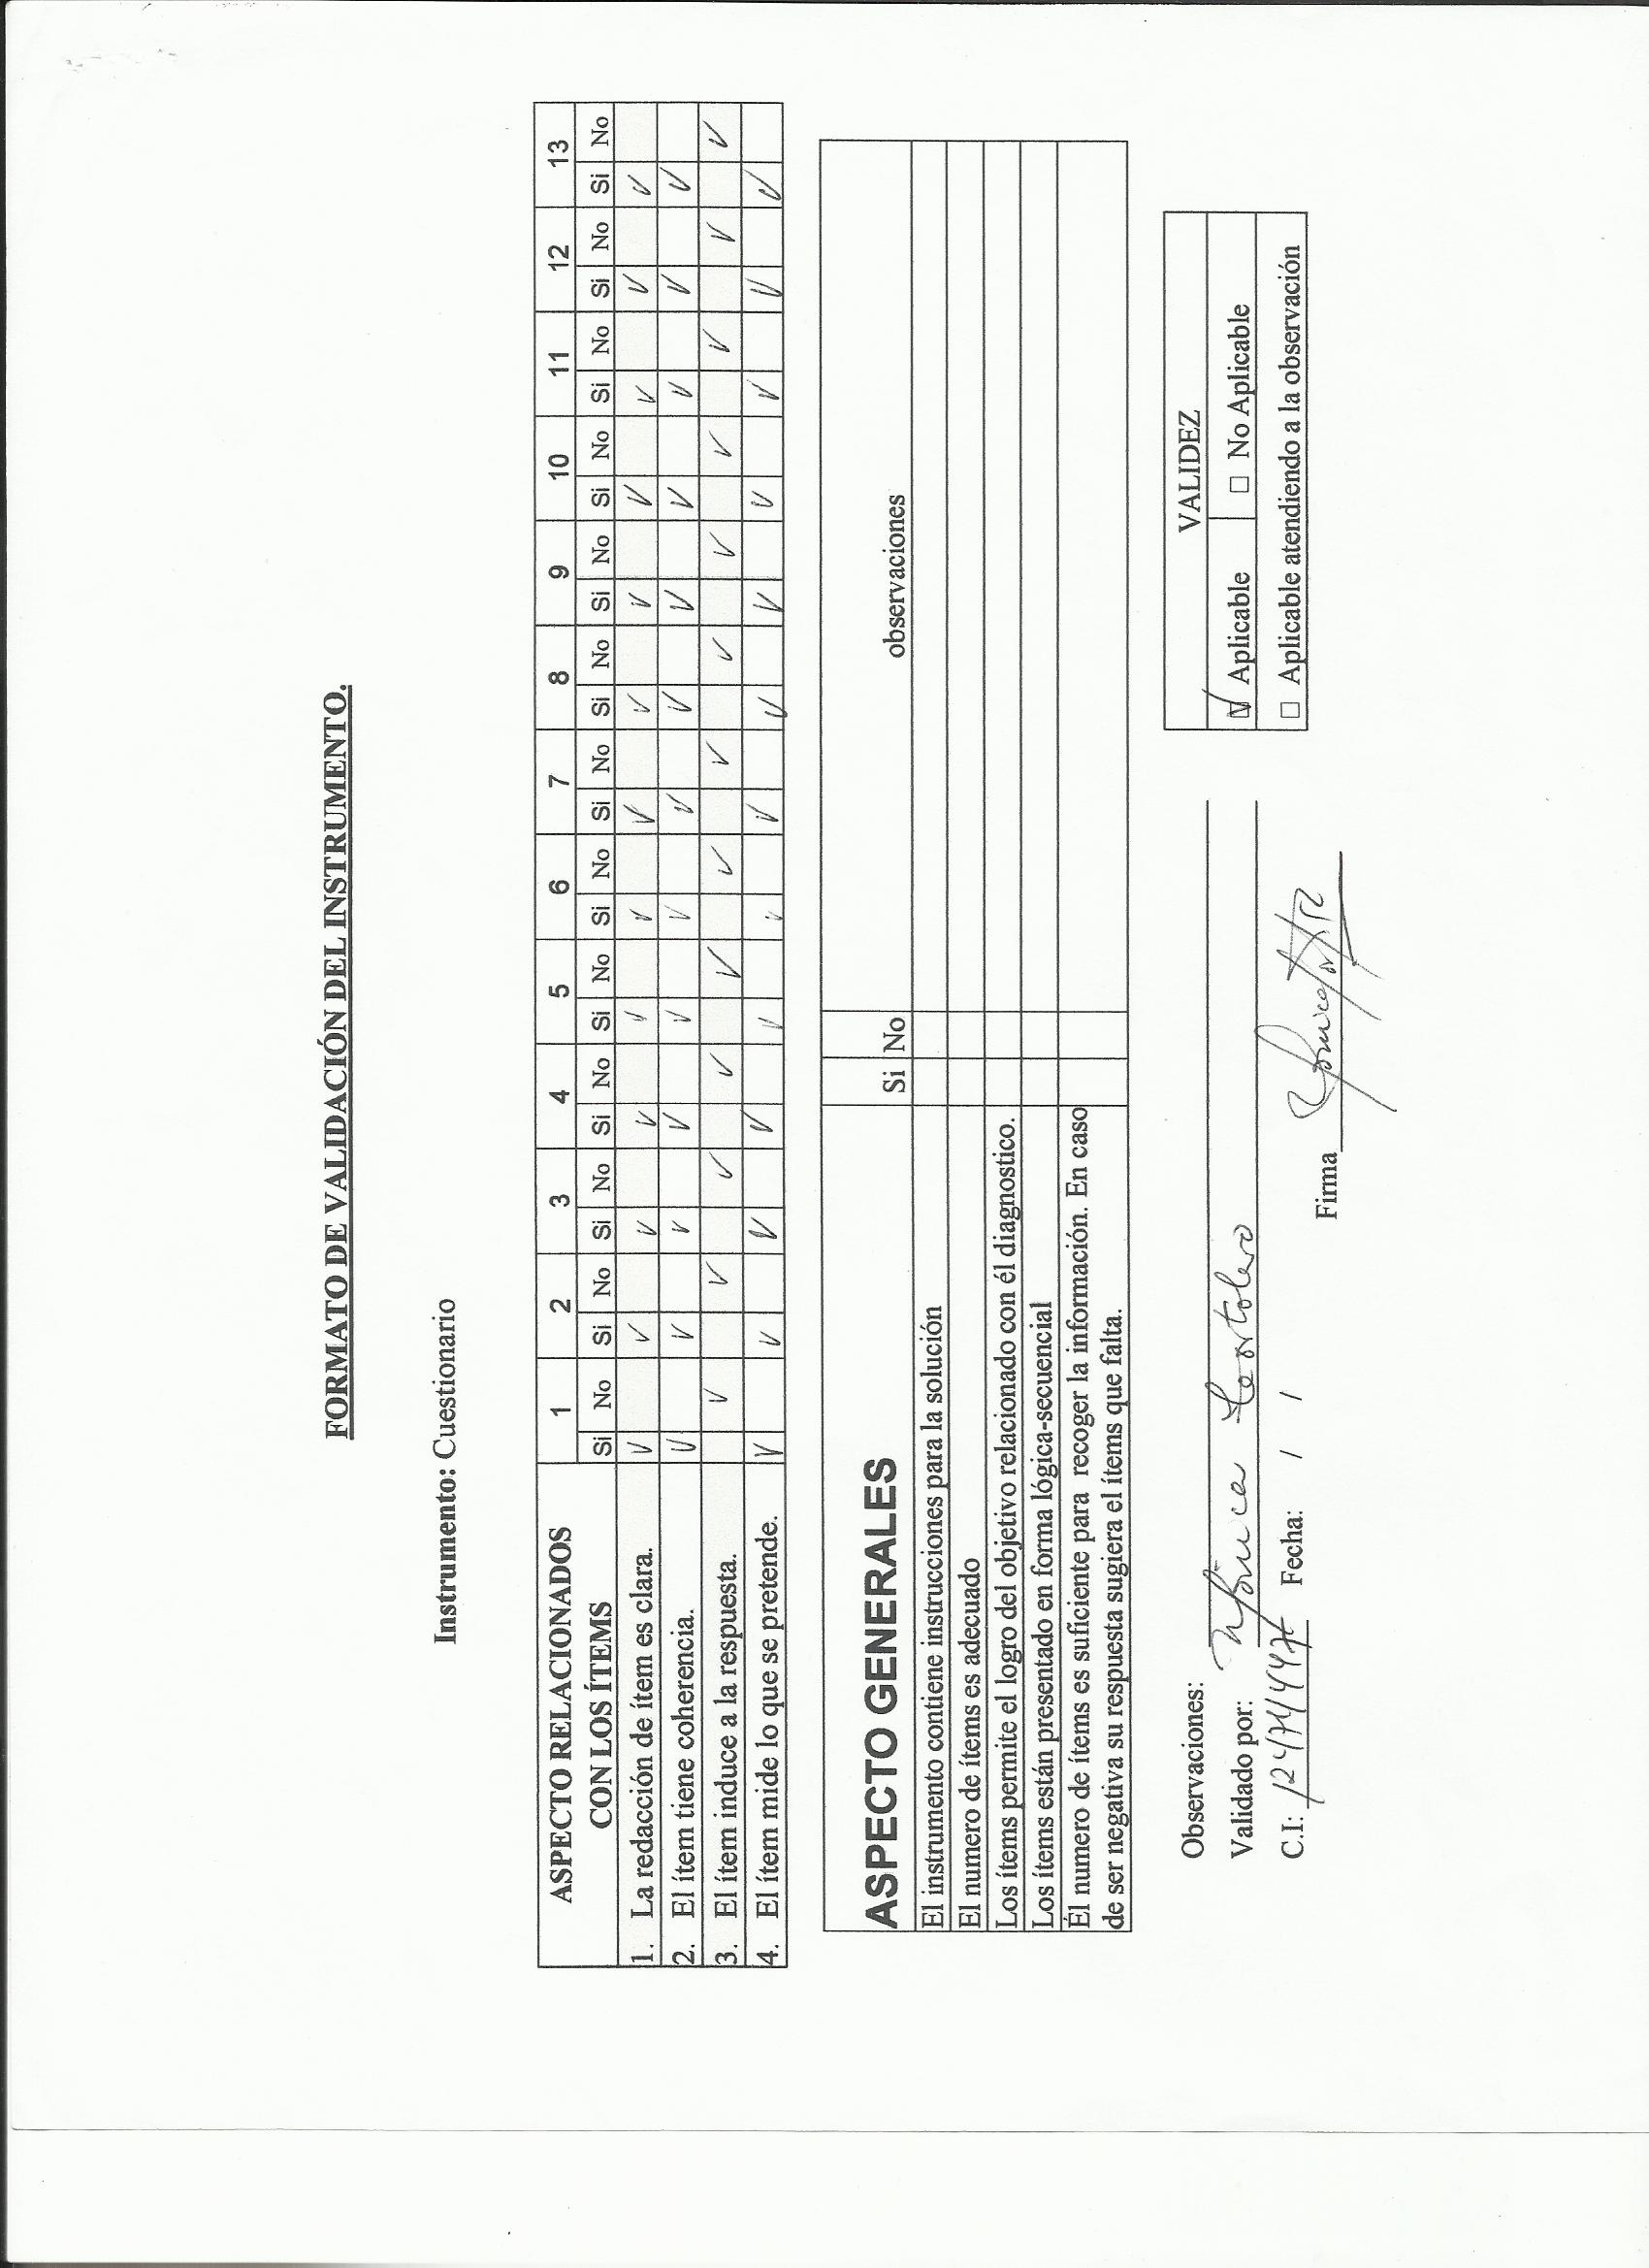 FORMATO DE VALIDACIÓN DEL INSTRUMENTO.
Instrumento: Cuestionario
ASPECTO RELACIONADOS CON LOS ÍTEMS 1 2 3 4 5 6 7 8 9 10 11 12 13
Si No Si No Si No Si No Si No Si No Si No Si No Si No Si No Si No Si No Si No
1. La redacción de ítem es clara. ✓ ✓ ✓ ✓ ✓ ✓ ✓ ✓ ✓ ✓ ✓ ✓ ✓
2. El ítem tiene coherencia. ✓ ✓ ✓ ✓ ✓ ✓ ✓ ✓ ✓ ✓ ✓ ✓ ✓
3. El ítem induce a la respuesta. ✓ ✓ ✓ ✓ ✓ ✓ ✓ ✓ ✓ ✓ ✓ ✓ ✓
4. El ítem mide lo que se pretende. ✓ ✓ ✓ ✓ ✓ ✓ ✓ ✓ ✓ ✓ ✓ ✓ ✓
ASPECTO GENERALES Si No observaciones
El instrumento contiene instrucciones para la solución
El numero de ítems es adecuado
Los ítems permite el logro del objetivo relacionado con él diagnostico.
Los ítems están presentado en forma lógica-secuencial
Él numero de ítems es suficiente para recoger la información. En caso
de ser negativa su respuesta sugiera el ítems que falta.
VALIDEZ
☑ Aplicable □ No Aplicable
□ Aplicable atendiendo a la observación
Observaciones:
Validado por: Mónica Tortolero
C.I: Fecha: / /
Firma